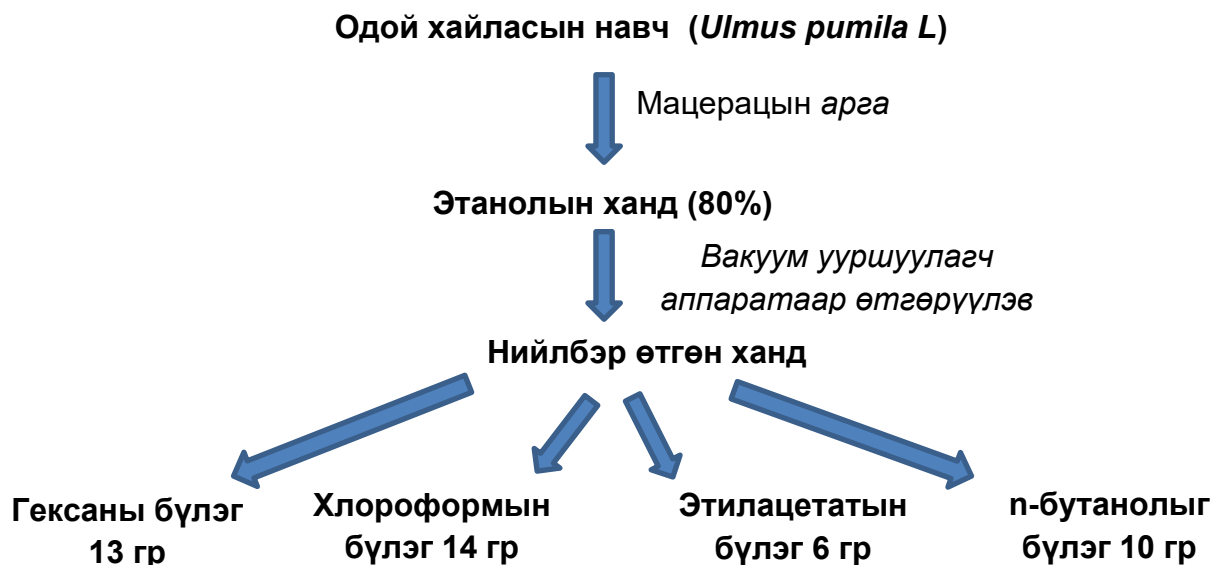 Одой хайласын навч (Ulmus pumila L)
Мацерацын арга
Этанолын ханд (80%)
Вакуум ууршуулагч
аппаратаар өтгөрүүлэв
Нийлбэр өтгөн ханд
Гексаны бүлэг
13 гр
Хлороформын
бүлэг 14 гр
Этилацетатын
бүлэг 6 гр
n-бутанолыг
бүлэг 10 гр